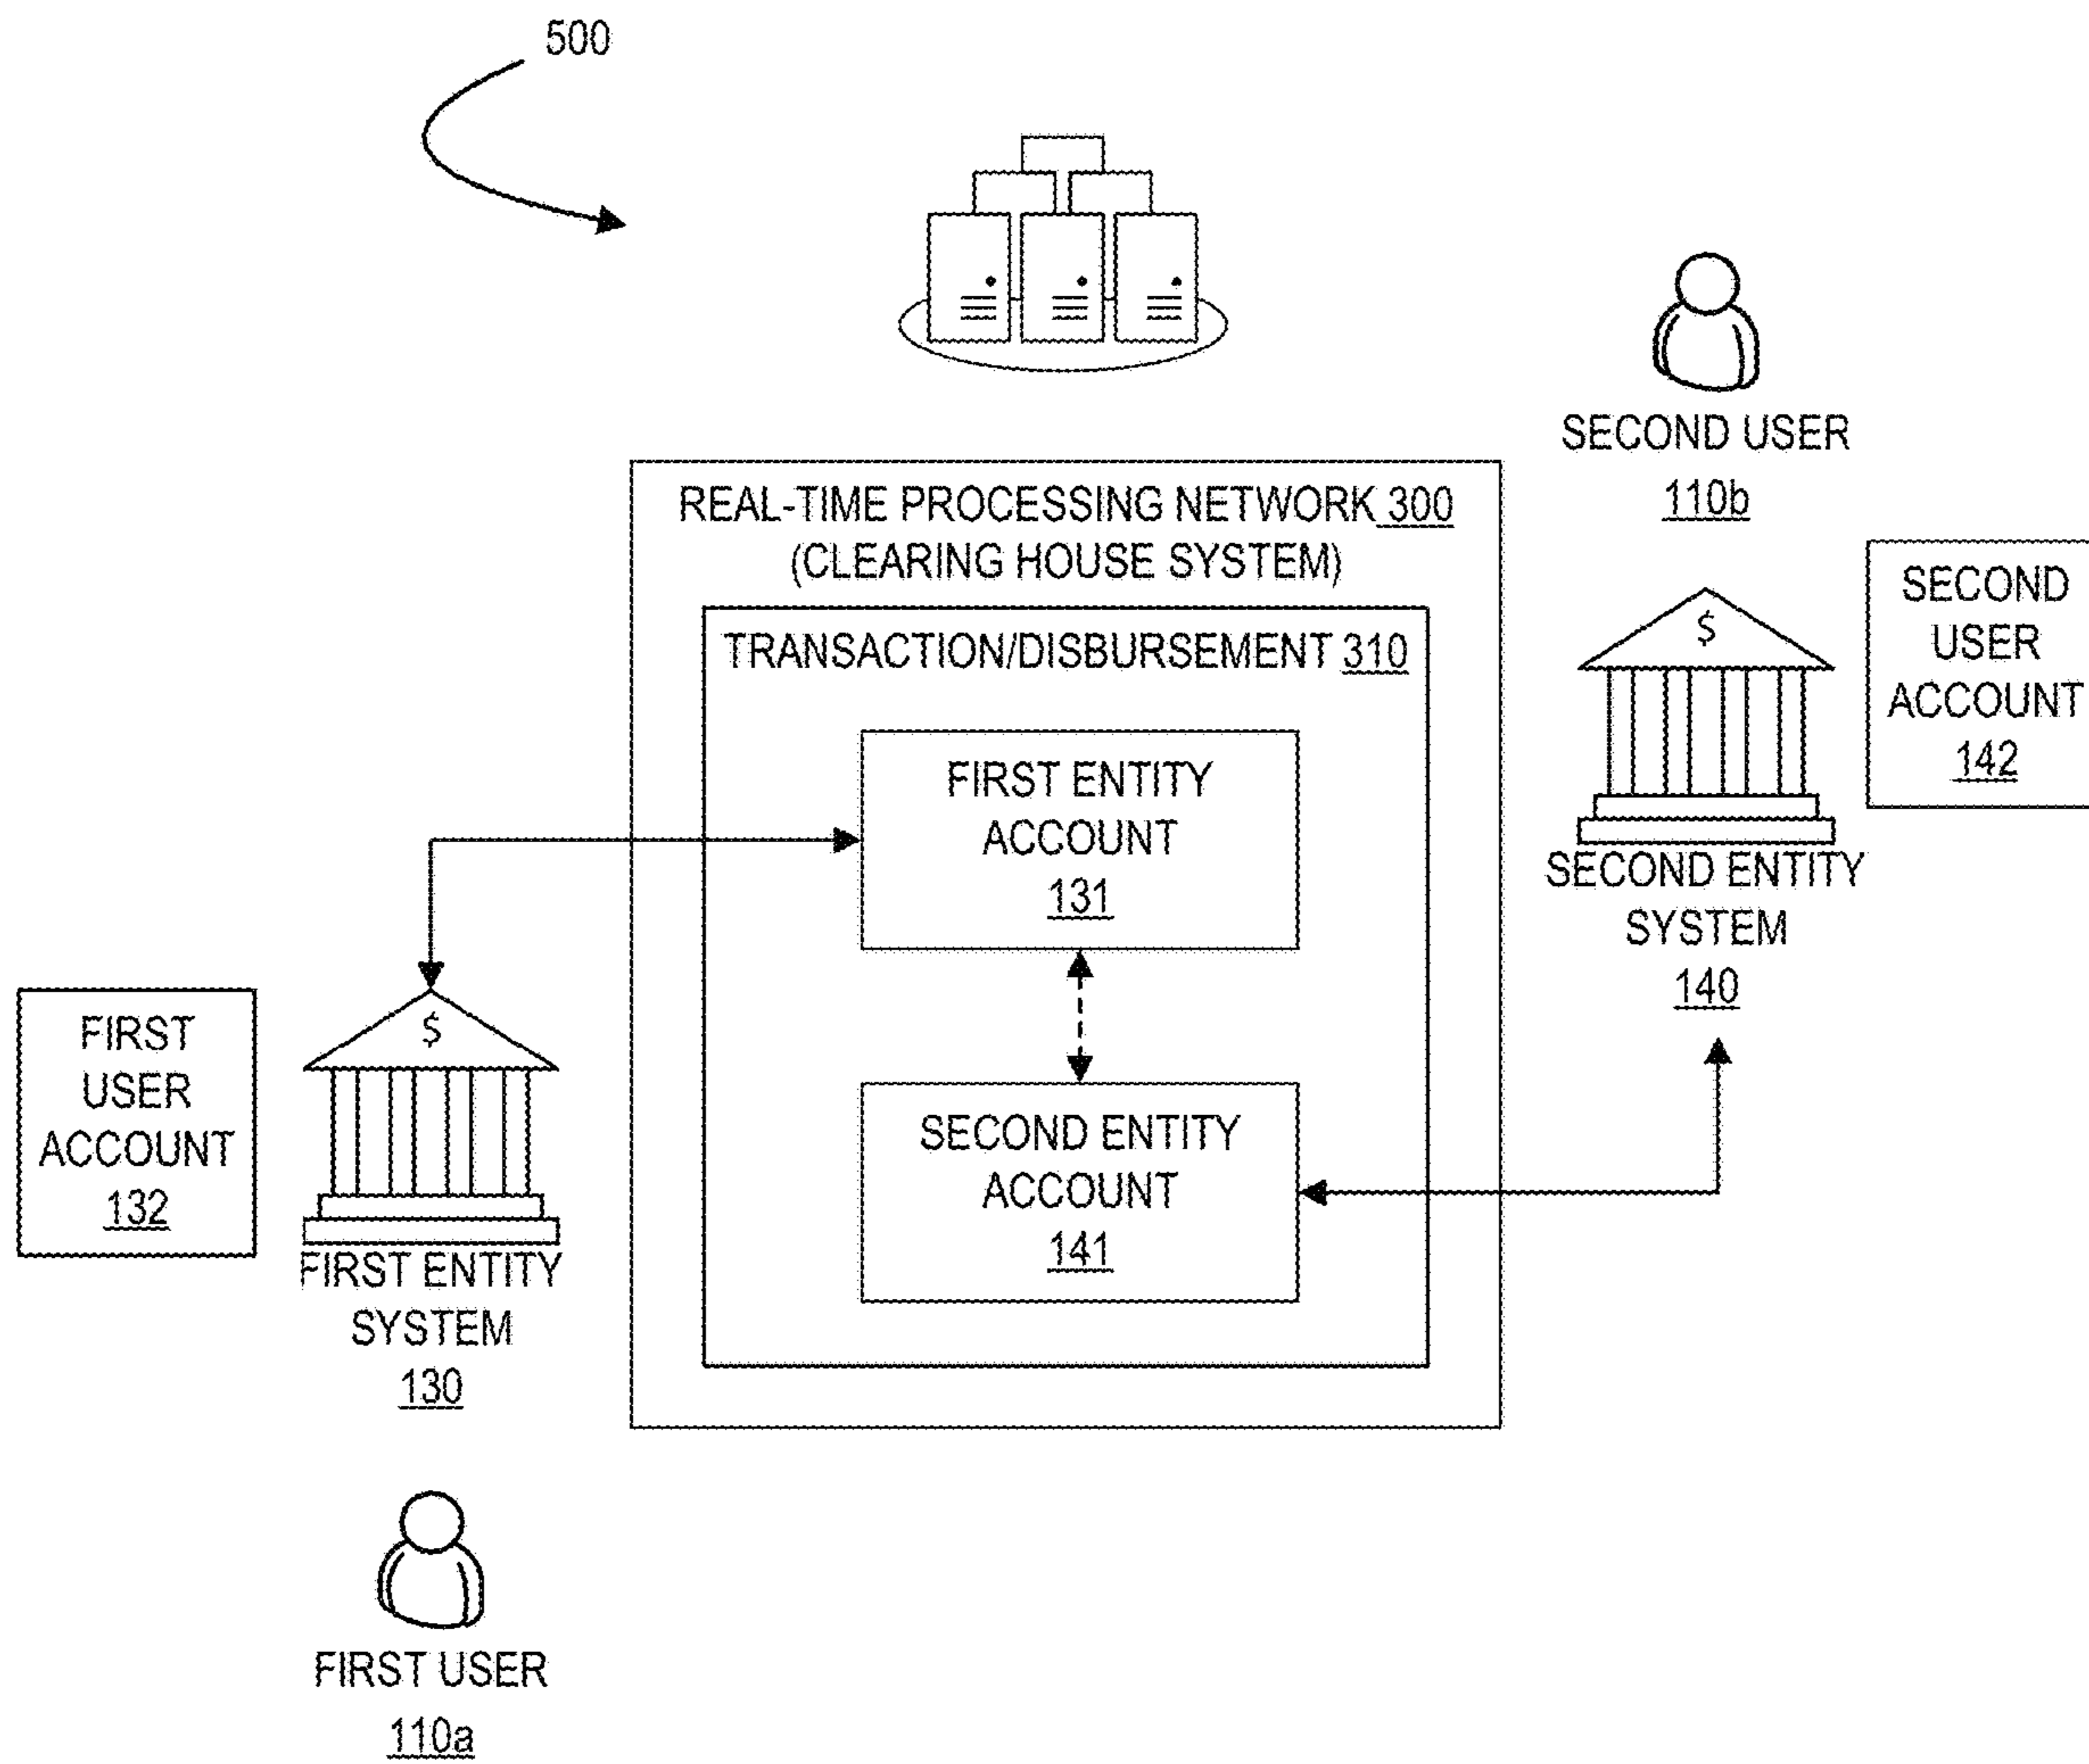 500
SECOND USER
110b
REAL-TIME PROCESSING NETWORK 300
(CLEARING HOUSE SYSTEM)
TRANSACTION/DISBURSEMENT 310
FIRST ENTITY
ACCOUNT
131
SECOND ENTITY
ACCOUNT
141
$
SECOND ENTITY
SYSTEM
140
SECOND
USER
ACCOUNT
142
FIRST
USER
ACCOUNT
132
$
FIRST ENTITY
SYSTEM
130
FIRST USER
110a